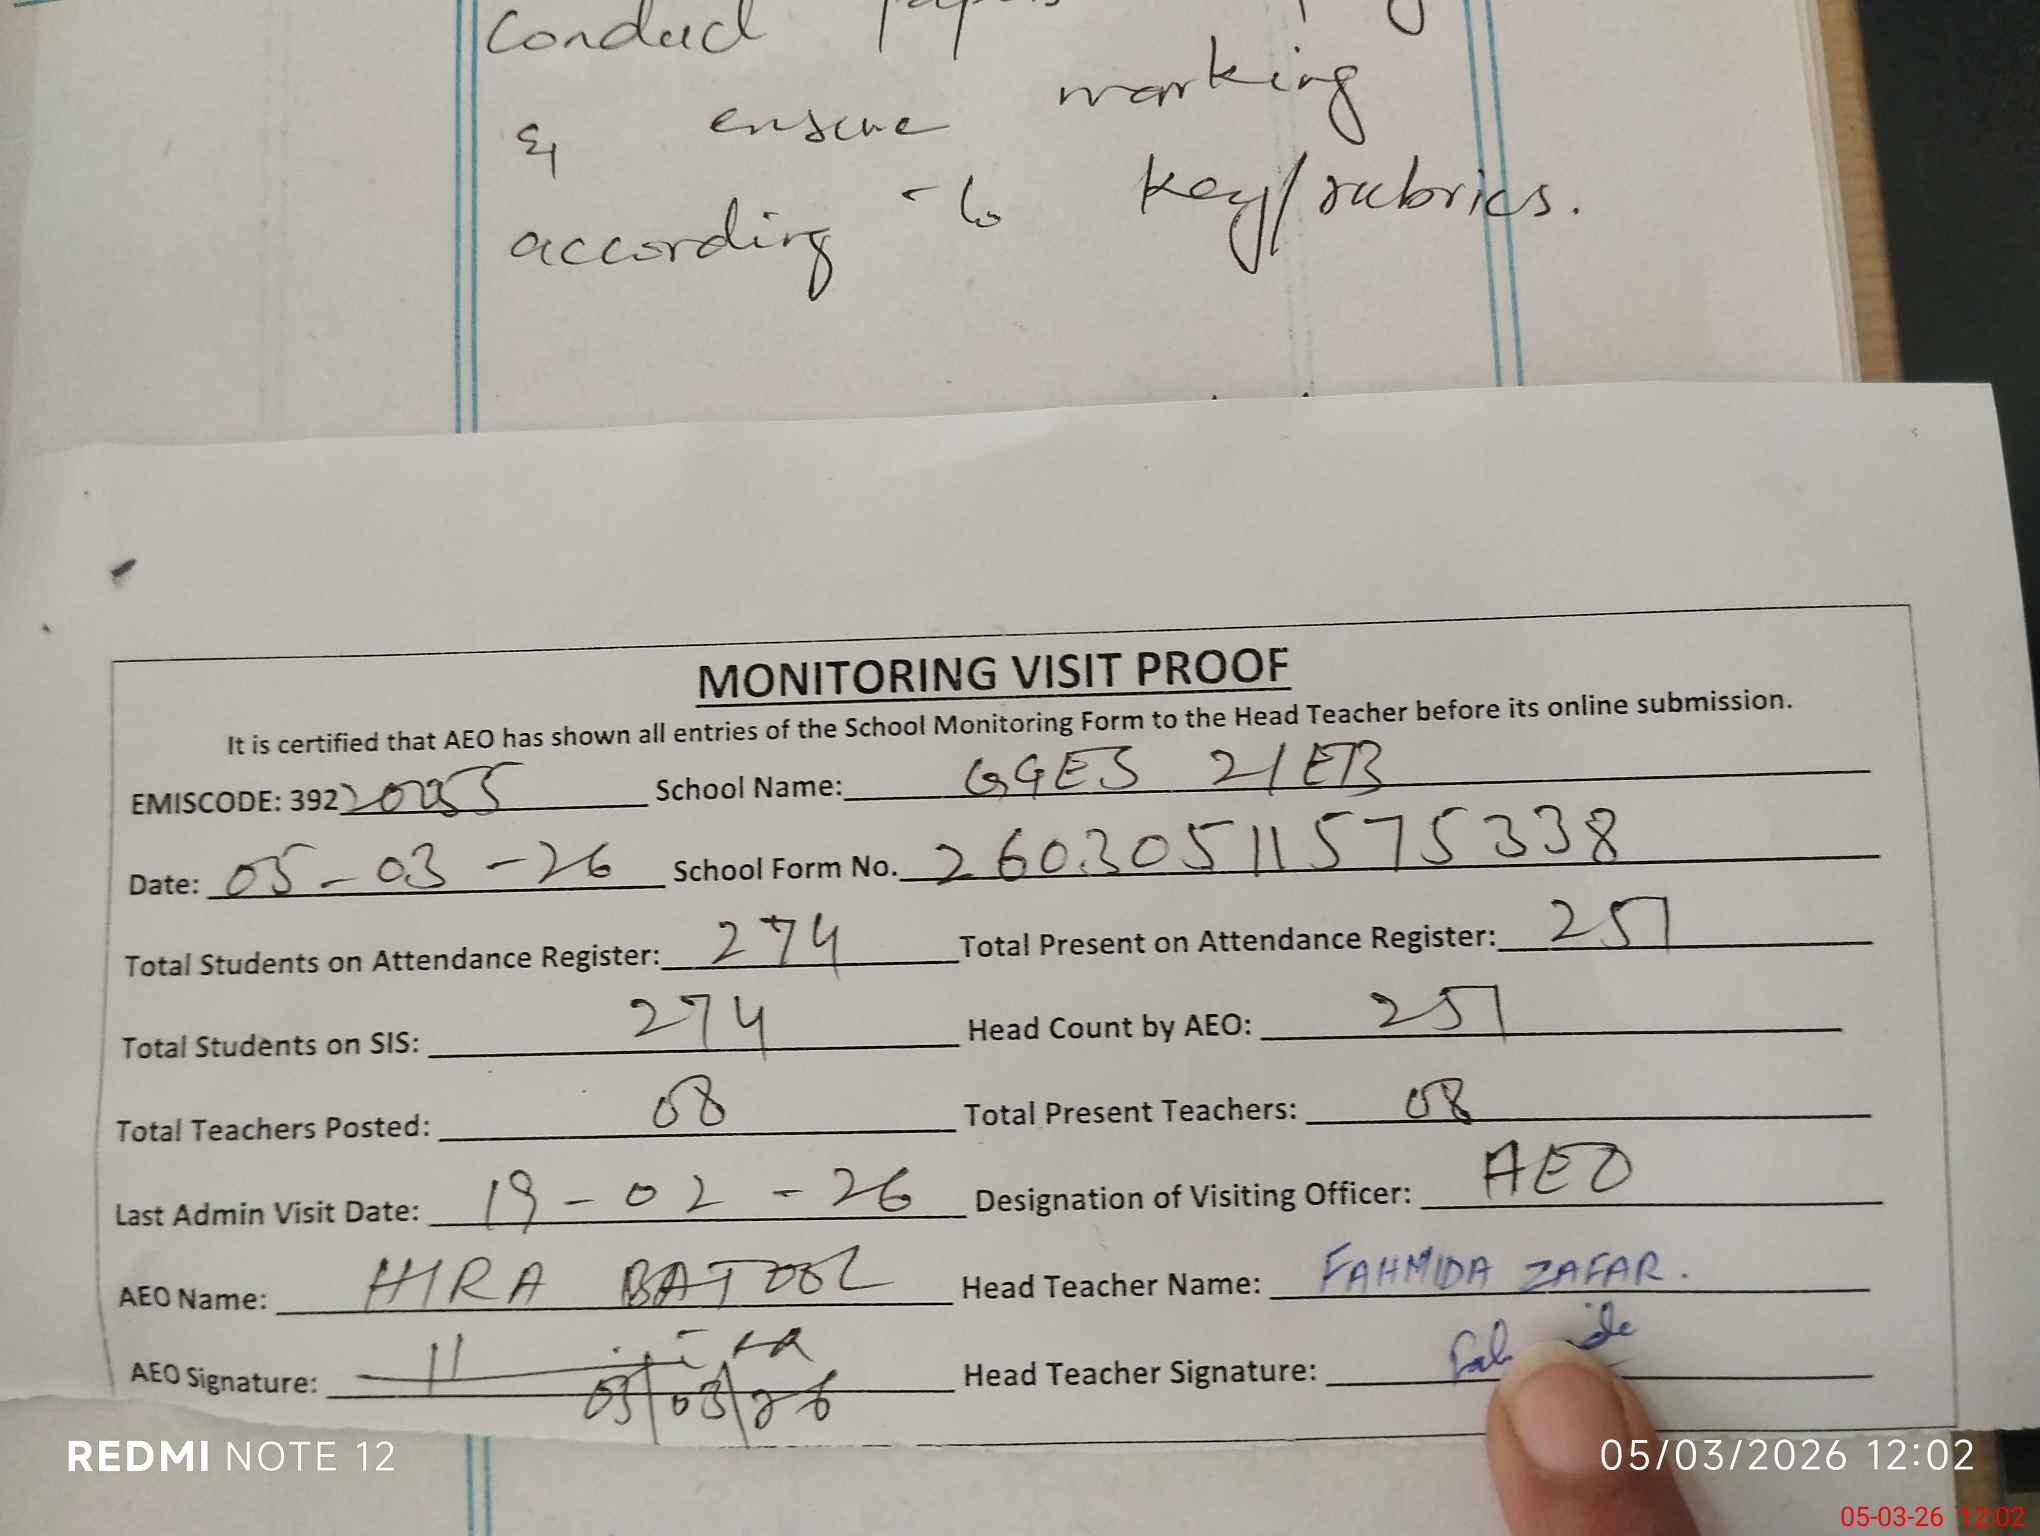 Conduct
& ensure marking
according to key/rubrics.
MONITORING VISIT PROOF
It is certified that AEO has shown all entries of the School Monitoring Form to the Head Teacher before its online submission.
EMISCODE: 392 School Name: GGES 21/EB
Date: 05-03-26 School Form No. 26030511575338
Total Students on Attendance Register: 274 Total Present on Attendance Register: 251
Total Students on SIS: 274 Head Count by AEO: 251
Total Teachers Posted: 08 Total Present Teachers: 08
Last Admin Visit Date: 19-02-26 Designation of Visiting Officer: AEO
AEO Name: HIRA BATOOL Head Teacher Name: FAHMIDA ZAFAR.
AEO Signature: Head Teacher Signature:
05/03/26
REDMI NOTE 12 05/03/2026 12:02
05-03-26 12:02